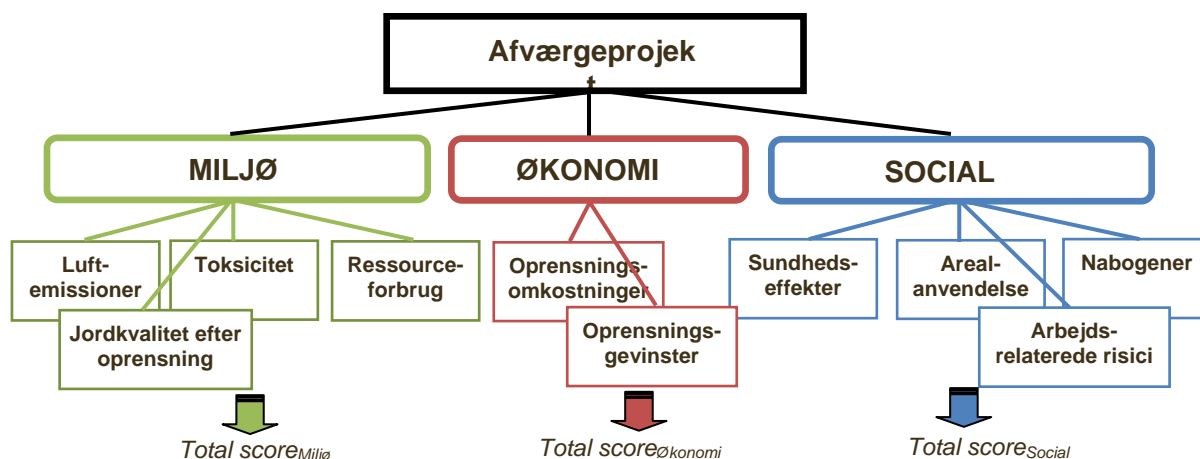 Afværgeprojek
t
MILJØ
ØKONOMI
SOCIAL
Luft-
emissioner
Toksicitet
Ressource-
forbrug
Jordkvalitet efter
oprensning
Oprensnings-
omkostninger
Oprensnings-
gevinster
Sundheds-
effekter
Areal-
anvendelse
Nabogener
Arbejds-
relaterede risici
Total scoreMiljø
Total scoreØkonomi
Total scoreSocial